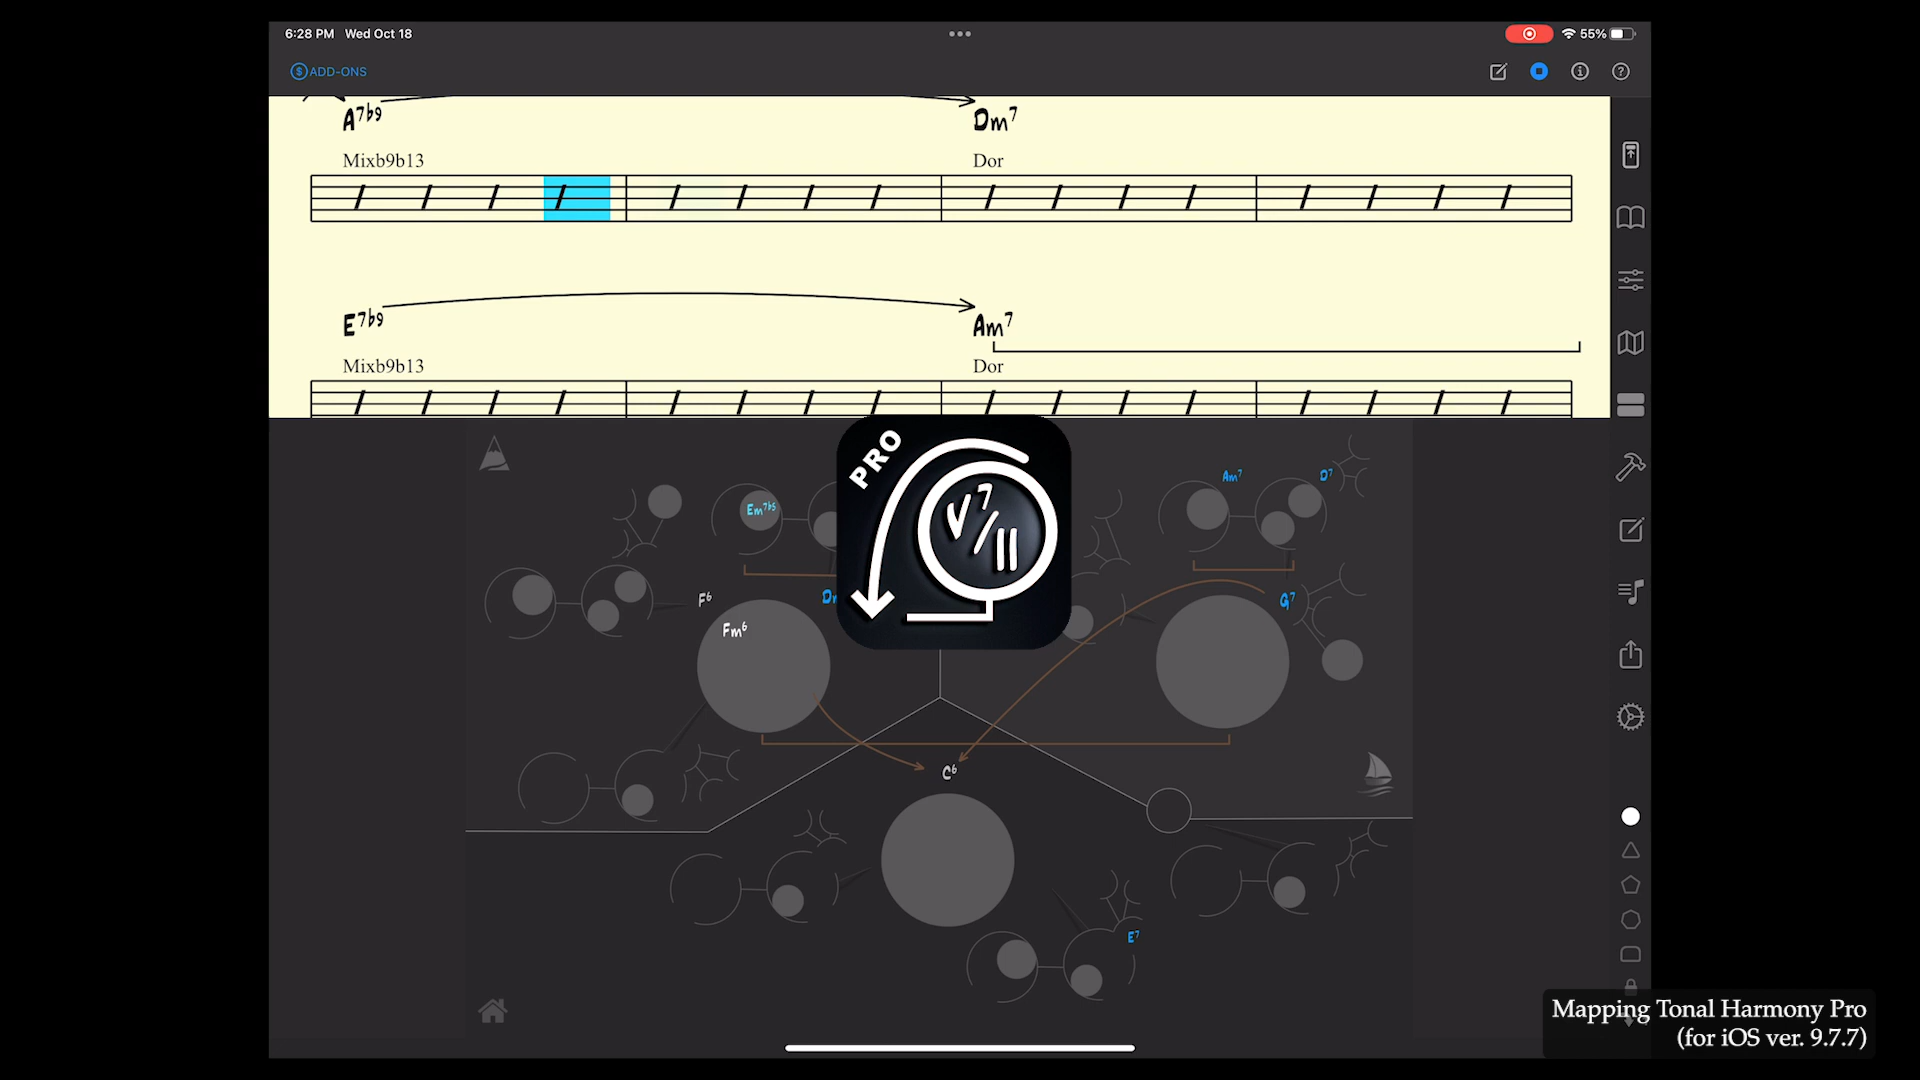 6:28 PM Wed Oct 18
55%
ADD-ONS
A7b9
Dm7
Mixb9b13
Dor
E7b9
Am7
Mixb9b13
Dor
PRO
V7/II
Em7b5
Am7
D7
F6
G7
Fm6
C6
E7
Mapping Tonal Harmony Pro
(for iOS ver. 9.7.7)